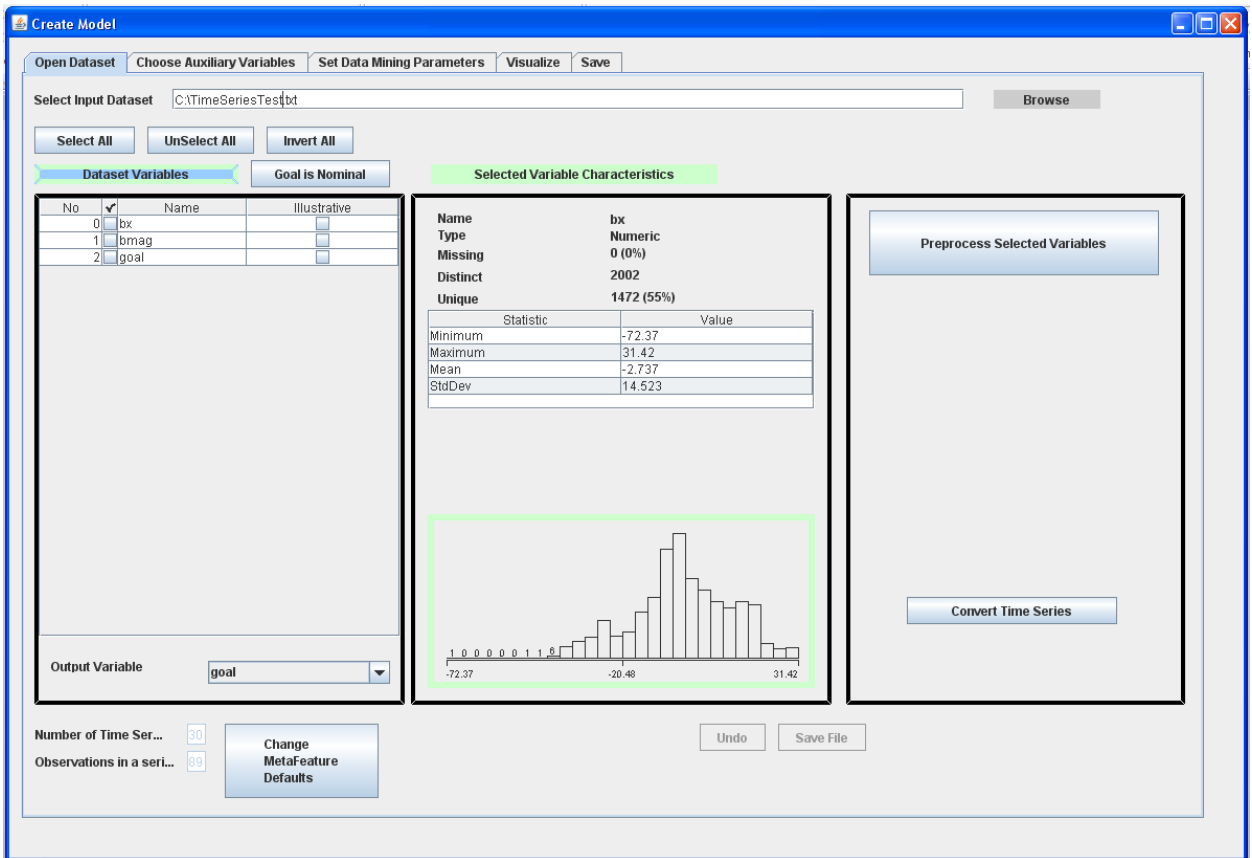 Create Model
Open Dataset Choose Auxiliary Variables Set Data Mining Parameters Visualize Save
Select Input Dataset C:\TimeSeriesTest.txt Browse
Select All UnSelect All Invert All
Dataset Variables Goal is Nominal Selected Variable Characteristics
No Name Illustrative
0 bx
1 bmag
2 goal
Output Variable goal
Name bx
Type Numeric
Missing 0 (0%)
Distinct 2002
Unique 1472 (55%)
Statistic Value
Minimum -72.37
Maximum 31.42
Mean -2.737
StdDev 14.523
1 0 0 0 0 0 1 1 6
-72.37 -20.48 31.42
Preprocess Selected Variables
Convert Time Series
Number of Time Ser... 30
Observations in a seri... 89
Change
MetaFeature
Defaults
Undo Save File